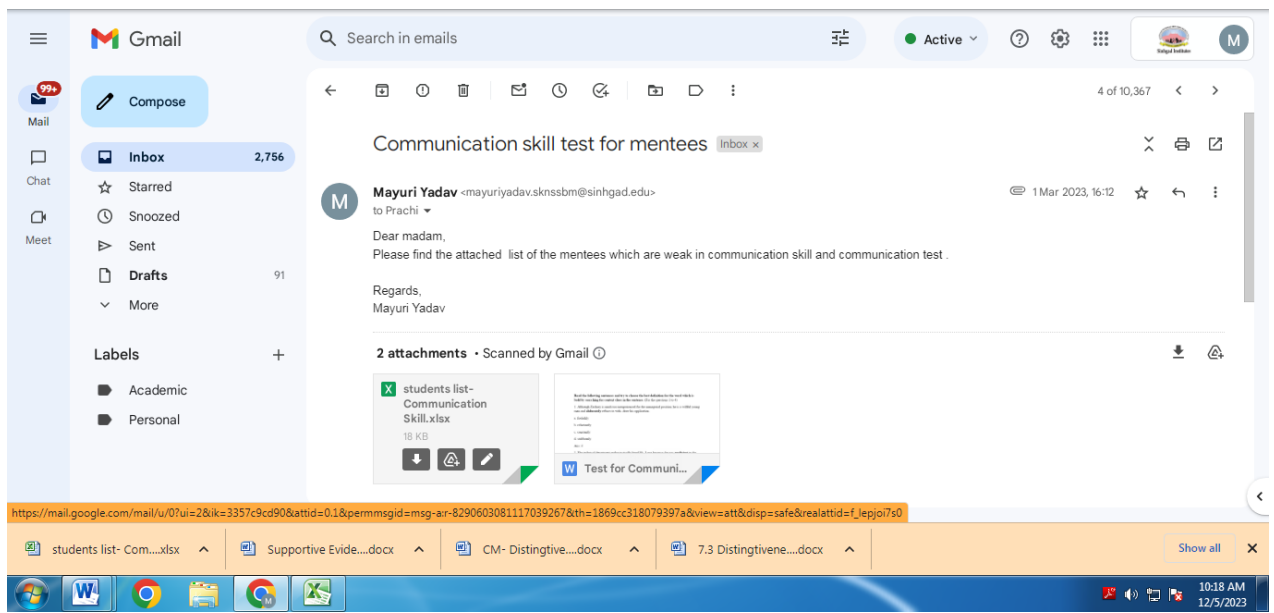 Gmail
Search in emails
Active
M
99+
Mail
Chat
Meet
Compose
Inbox 2,756
Starred
Snoozed
Sent
Drafts 91
More
Labels +
Academic
Personal
4 of 10,367
Communication skill test for mentees Inbox x
M
Mayuri Yadav <mayuriyadav.sknssbm@sinhgad.edu> 1 Mar 2023, 16:12
to Prachi
Dear madam,
Please find the attached list of the mentees which are weak in communication skill and communication test .
Regards,
Mayuri Yadav
2 attachments • Scanned by Gmail
X students list-
Communication
Skill.xlsx
18 KB
W Test for Communi...
https://mail.google.com/mail/u/0?ui=2&ik=3357c9cd90&attid=0.1&permmsgid=msg-a:r-8290603081117039267&th=1869cc318079397a&view=att&disp=safe&realattid=f_lepjoi7s0
students list- Com....xlsx
Supportive Evide....docx
CM- Distingtive....docx
7.3 Distingtivene....docx
Show all
10:18 AM
12/5/2023